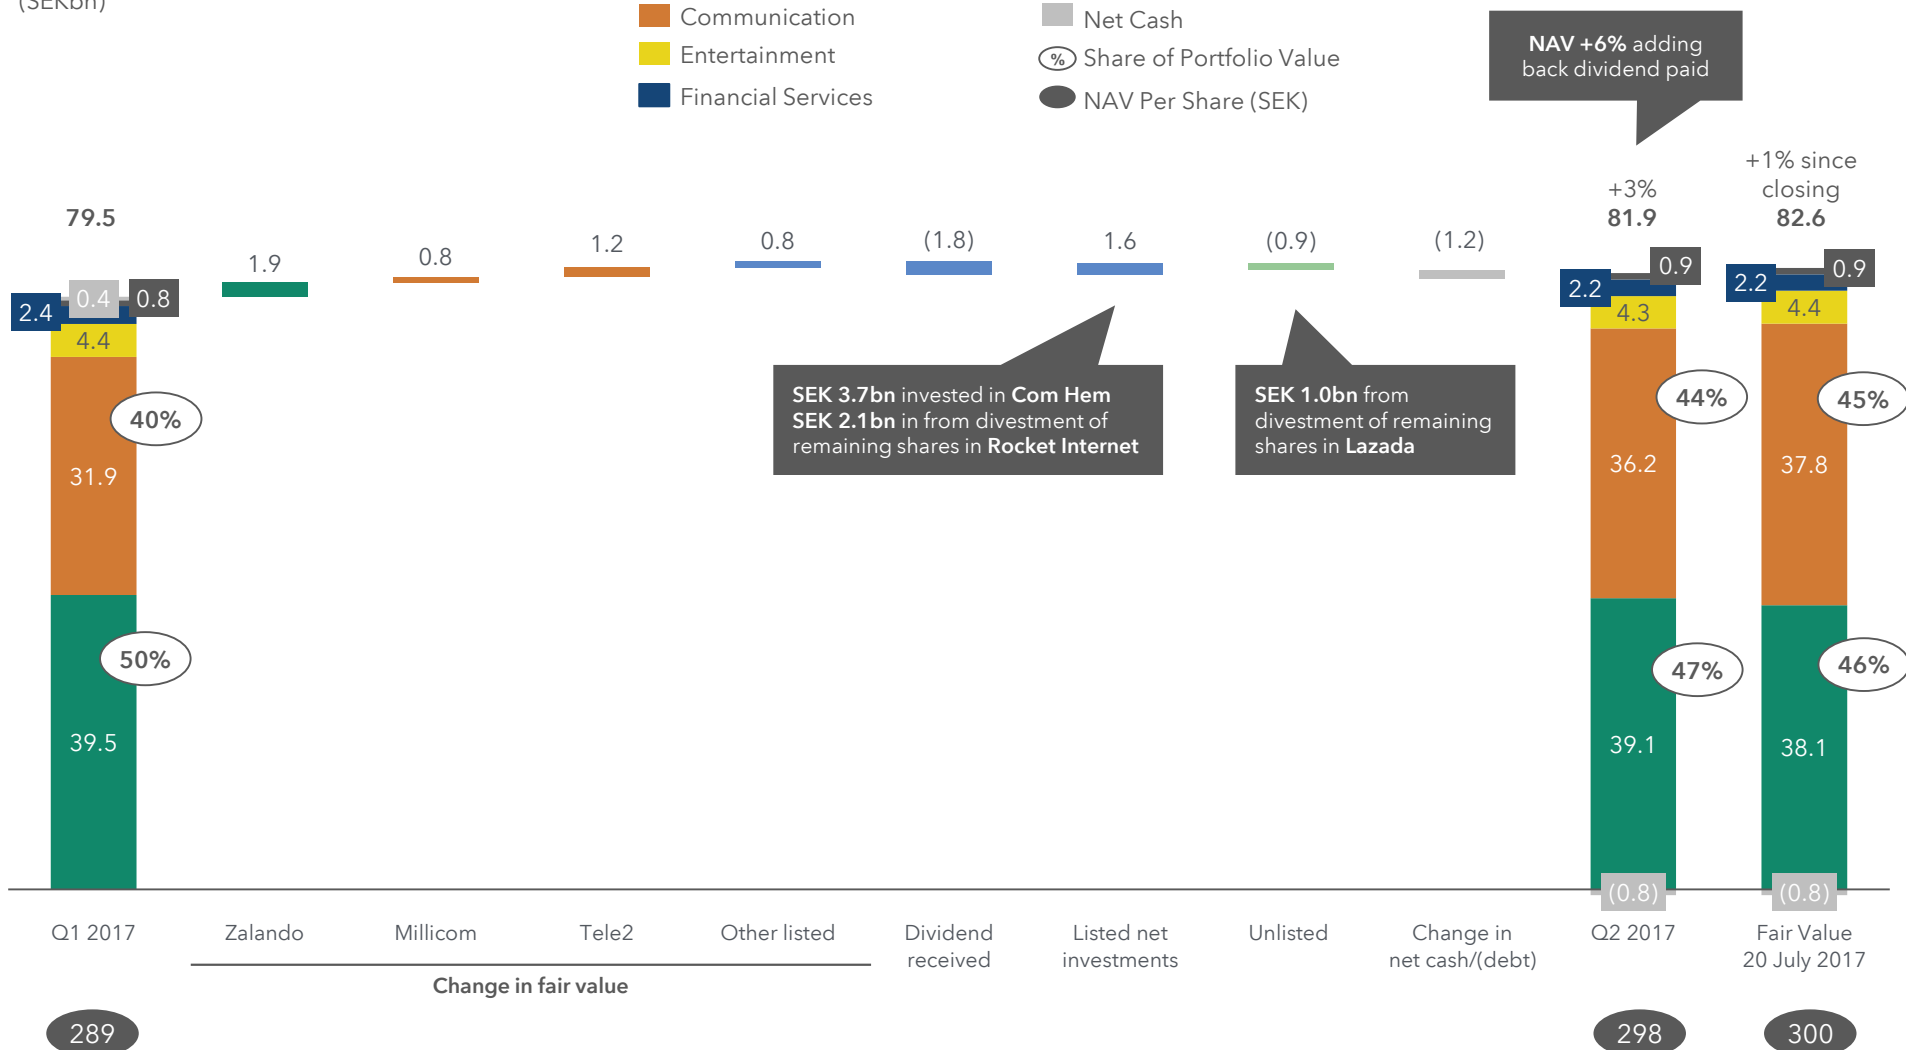 (SEKbn)
Communication
Entertainment
Financial Services
Net Cash
% Share of Portfolio Value
NAV Per Share (SEK)
NAV +6% adding
back dividend paid
79.5
1.9
0.8
1.2
0.8
(1.8)
1.6
(0.9)
(1.2)
+3%
81.9
+1% since
closing
82.6
0.4
0.8
2.4
4.4
40%
31.9
50%
39.5
SEK 3.7bn invested in Com Hem
SEK 2.1bn in from divestment of
remaining shares in Rocket Internet
SEK 1.0bn from
divestment of remaining
shares in Lazada
0.9
2.2
4.3
44%
36.2
47%
39.1
(0.8)
0.9
2.2
4.4
45%
37.8
46%
38.1
(0.8)
Q1 2017
Zalando
Millicom
Tele2
Other listed
Dividend
received
Listed net
investments
Unlisted
Change in
net cash/(debt)
Q2 2017
Fair Value
20 July 2017
Change in fair value
289
298
300